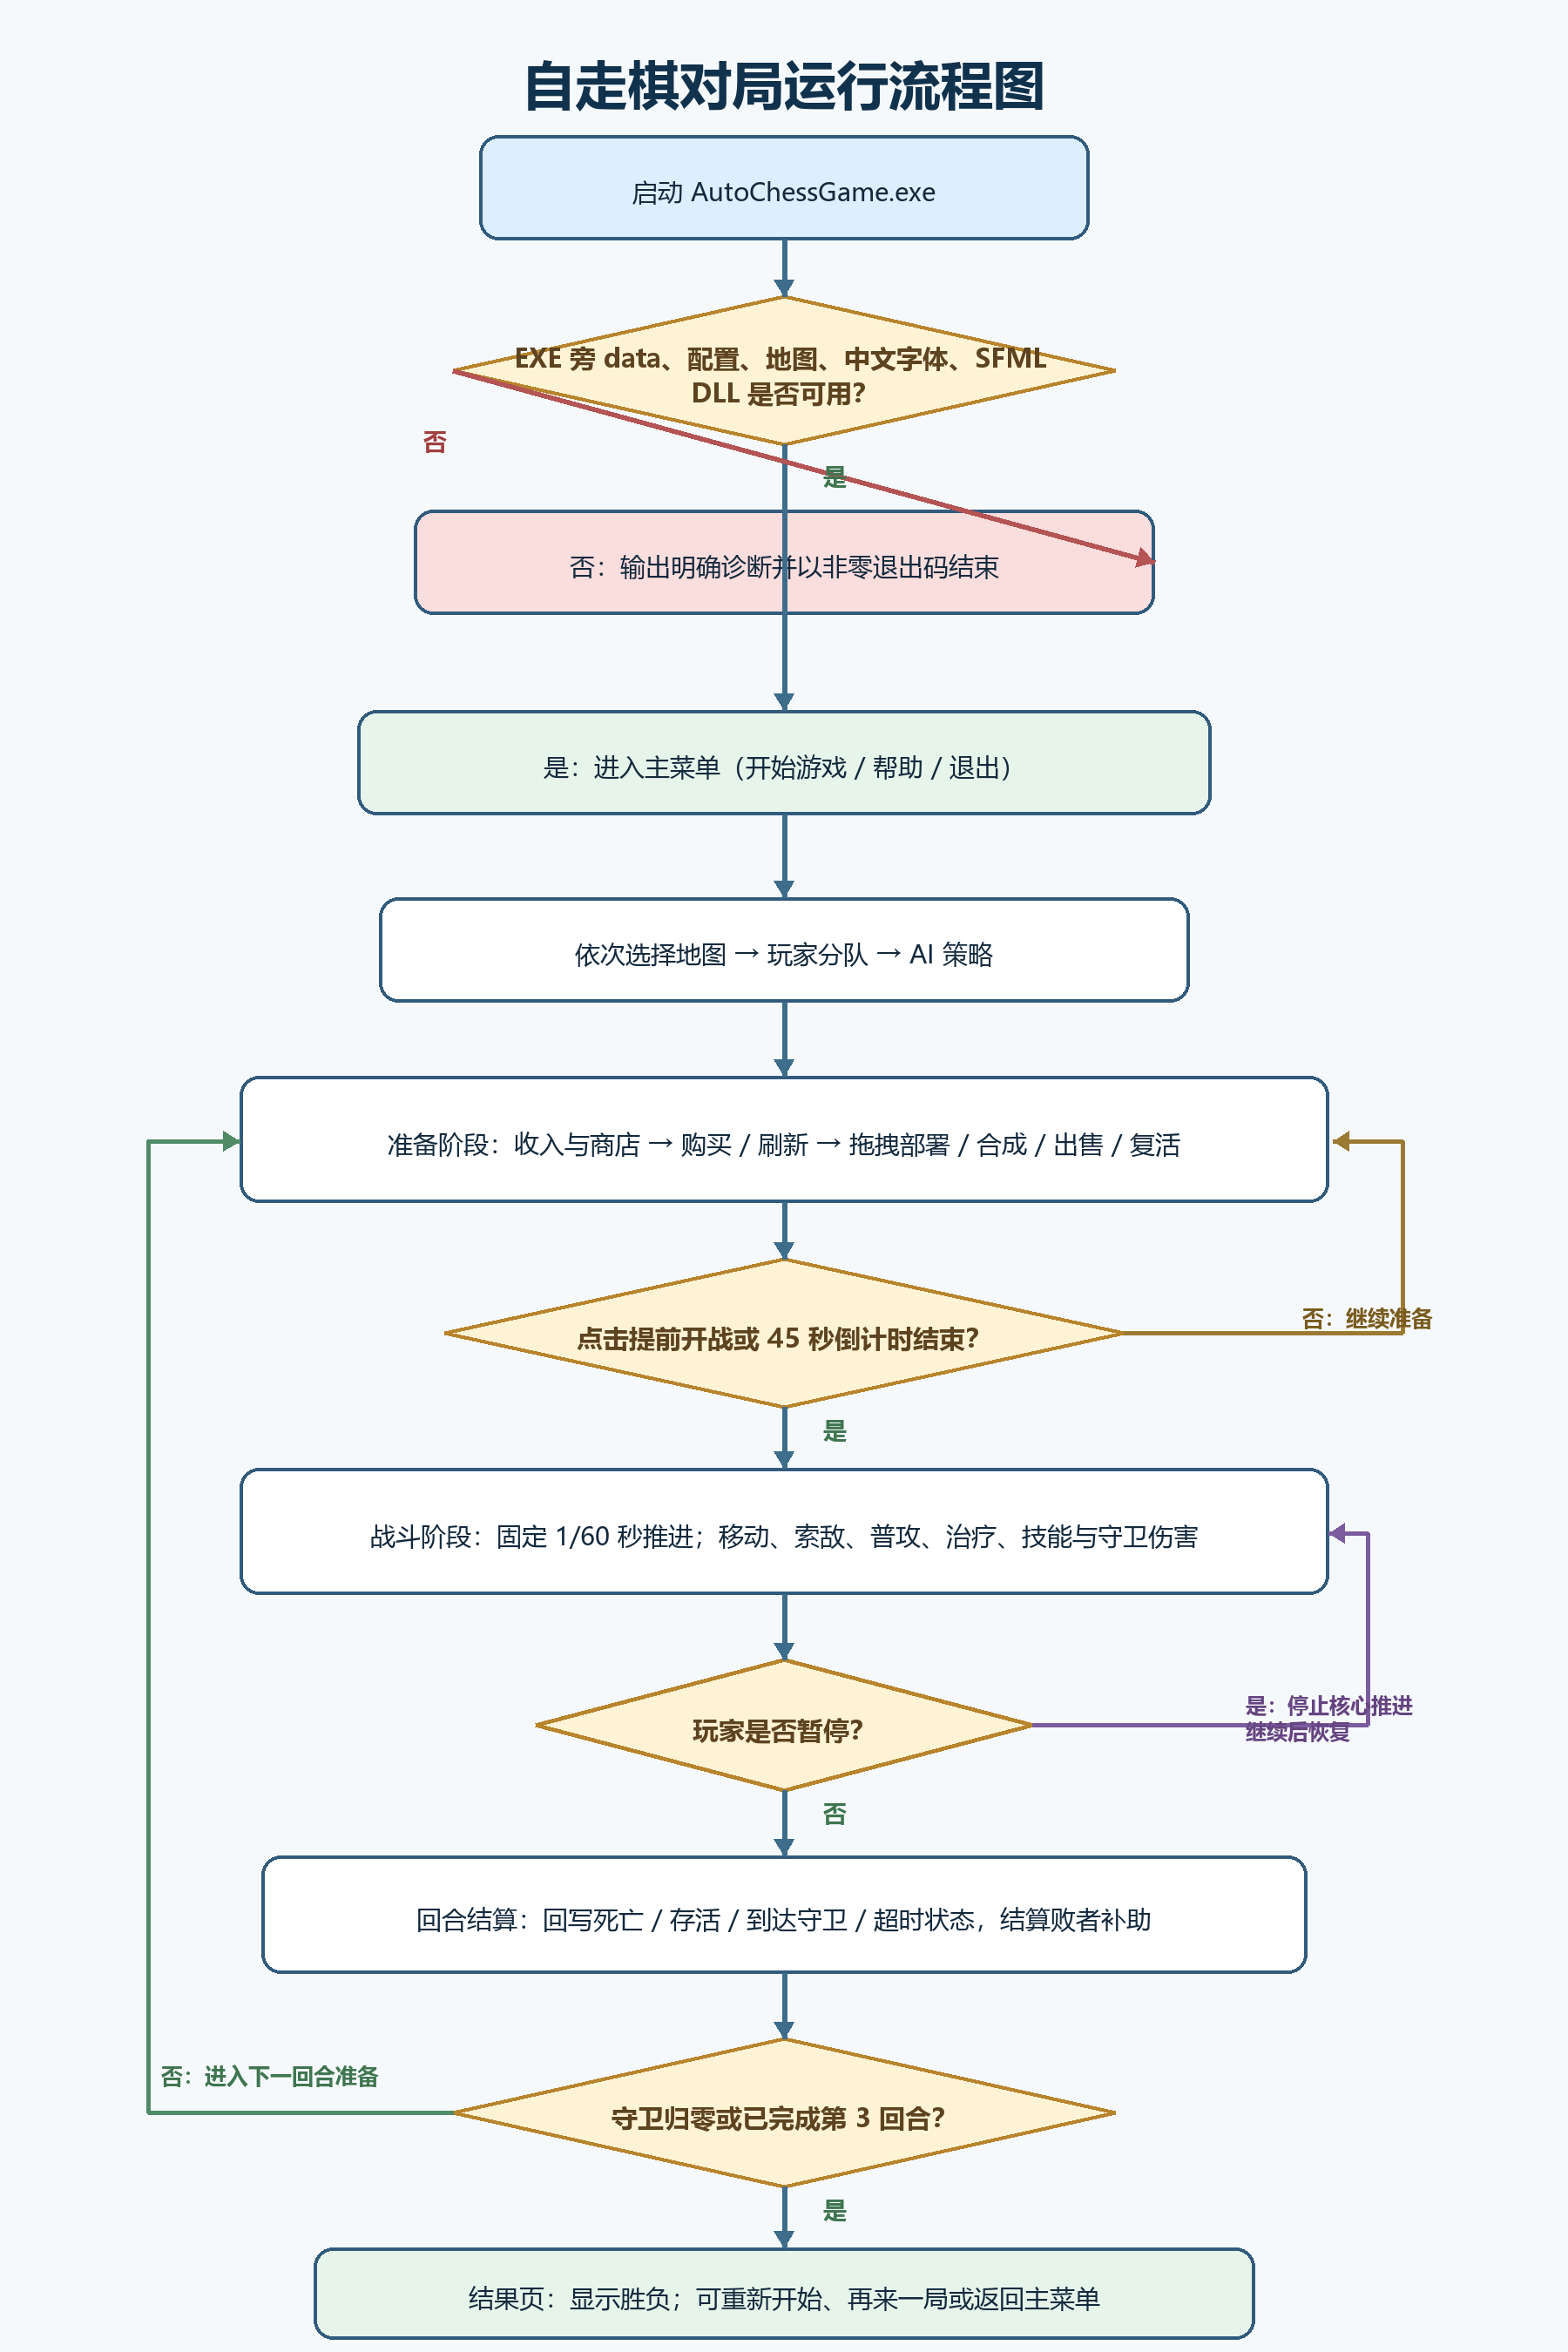 自走棋对局运行流程图
启动 AutoChessGame.exe
EXE 旁 data、配置、地图、中文字体、SFML
DLL 是否可用？
否
是
否：输出明确诊断并以非零退出码结束
是：进入主菜单（开始游戏 / 帮助 / 退出）
依次选择地图 → 玩家分队 → AI 策略
准备阶段：收入与商店 → 购买 / 刷新 → 拖拽部署 / 合成 / 出售 / 复活
点击提前开战或 45 秒倒计时结束？
否：继续准备
是
战斗阶段：固定 1/60 秒推进；移动、索敌、普攻、治疗、技能与守卫伤害
玩家是否暂停？
是：停止核心推进
继续后恢复
否
回合结算：回写死亡 / 存活 / 到达守卫 / 超时状态，结算败者补助
否：进入下一回合准备
守卫归零或已完成第 3 回合？
是
结果页：显示胜负；可重新开始、再来一局或返回主菜单